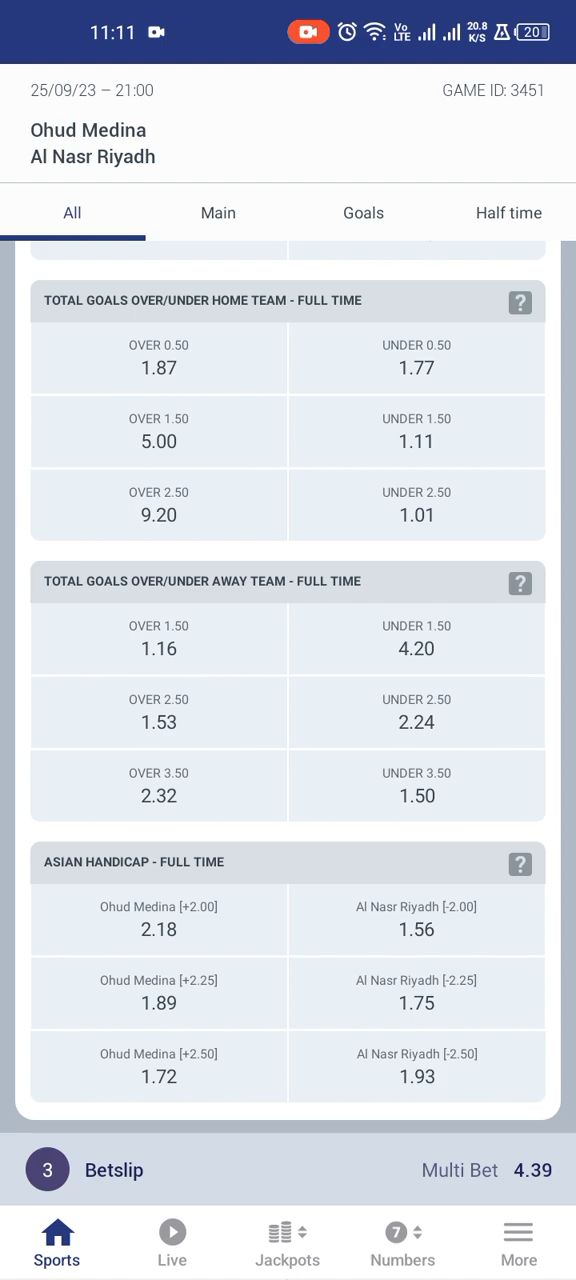 11:11
Vo LTE 20.8 K/S 20
25/09/23 – 21:00 GAME ID: 3451
Ohud Medina
Al Nasr Riyadh
All Main Goals Half time
TOTAL GOALS OVER/UNDER HOME TEAM - FULL TIME ?
OVER 0.50 UNDER 0.50
1.87 1.77
OVER 1.50 UNDER 1.50
5.00 1.11
OVER 2.50 UNDER 2.50
9.20 1.01
TOTAL GOALS OVER/UNDER AWAY TEAM - FULL TIME ?
OVER 1.50 UNDER 1.50
1.16 4.20
OVER 2.50 UNDER 2.50
1.53 2.24
OVER 3.50 UNDER 3.50
2.32 1.50
ASIAN HANDICAP - FULL TIME ?
Ohud Medina [+2.00] Al Nasr Riyadh [-2.00]
2.18 1.56
Ohud Medina [+2.25] Al Nasr Riyadh [-2.25]
1.89 1.75
Ohud Medina [+2.50] Al Nasr Riyadh [-2.50]
1.72 1.93
3 Betslip Multi Bet 4.39
7
Sports Live Jackpots Numbers More